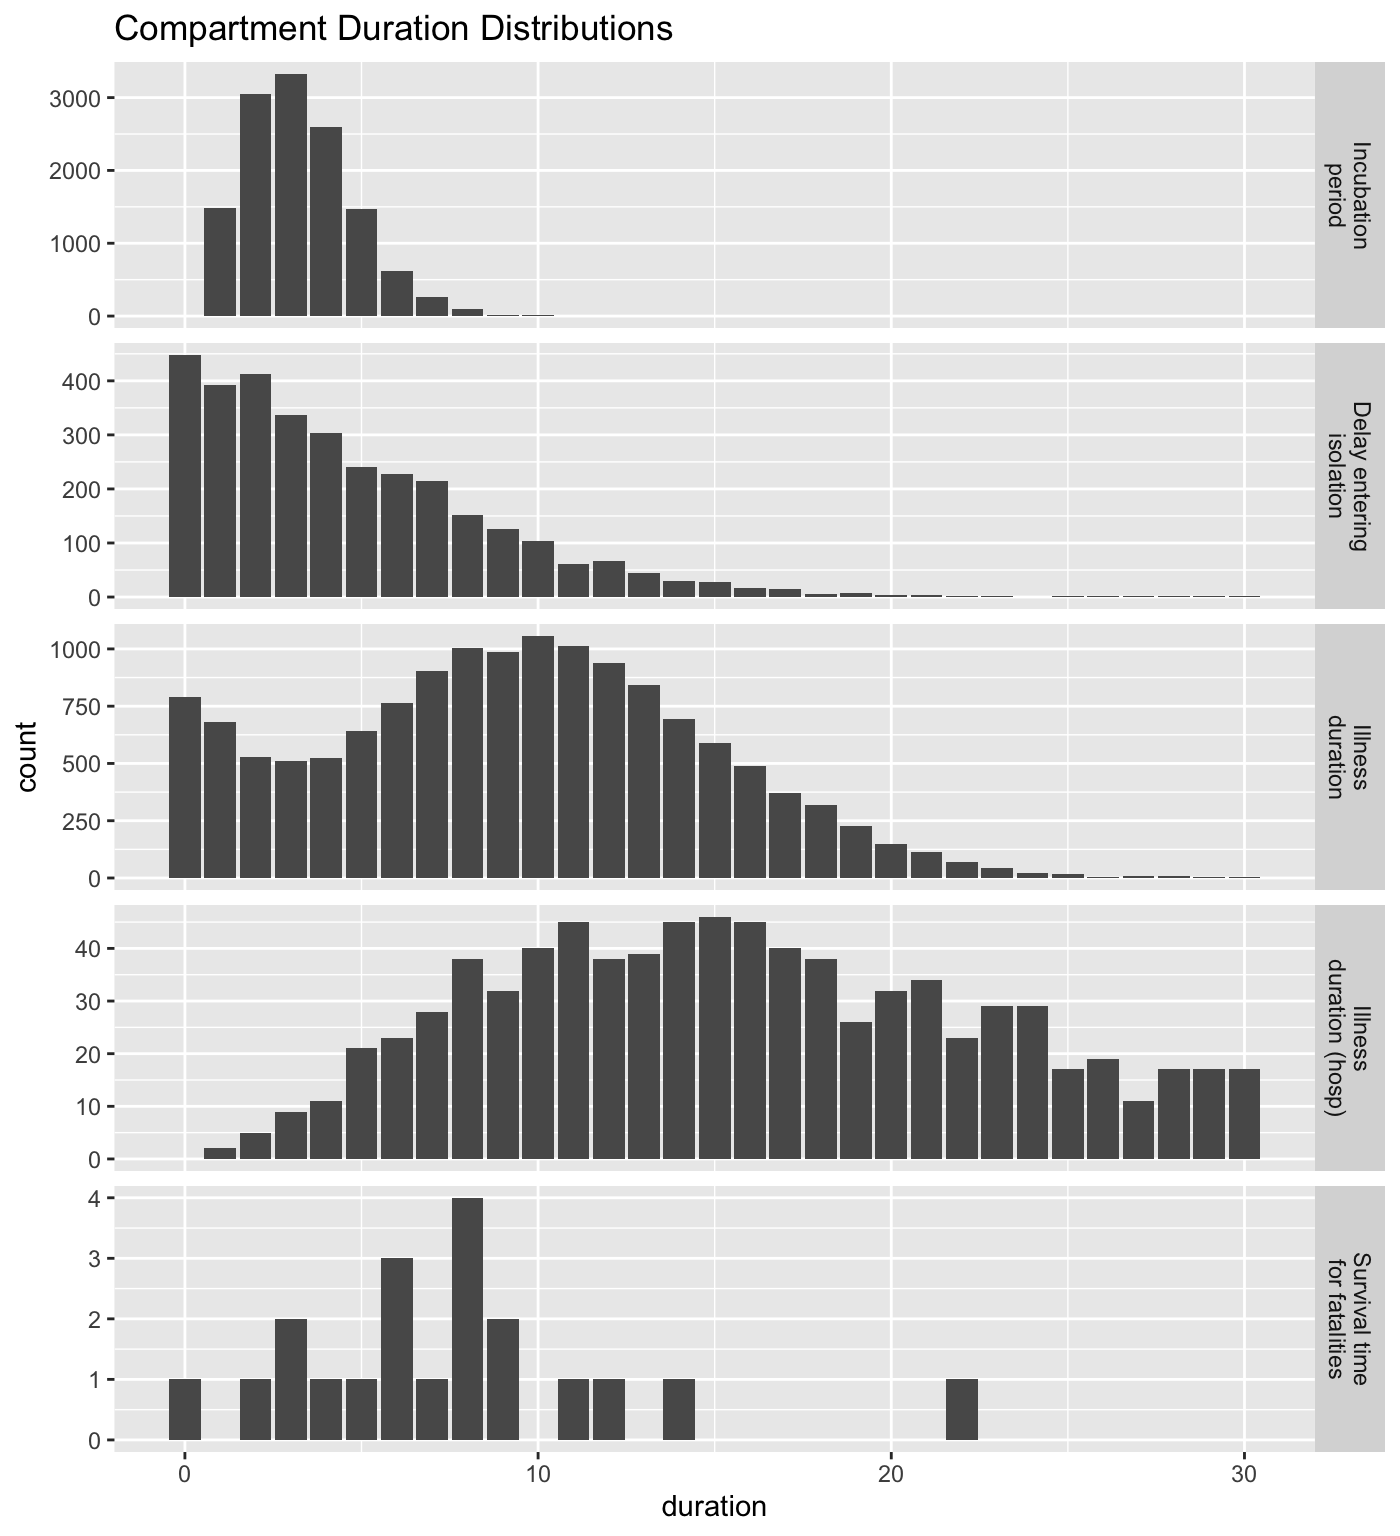 Compartment Duration Distributions
3000
2000
1000
0
Incubation
period
400
300
200
100
0
Delay entering
isolation
1000
750
500
250
0
Illness
duration
count
40
30
20
10
0
Illness
duration (hosp)
4
3
2
1
0
Survival time
for fatalities
0
10
20
30
duration